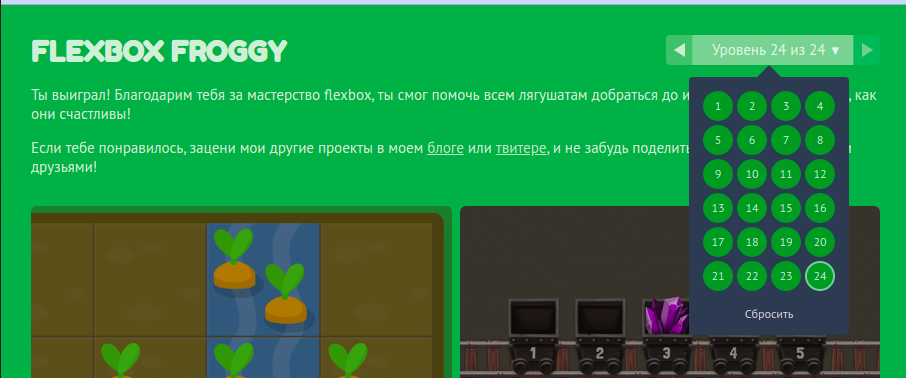 FLEXBOX FROGGY
Уровень 24 из 24 ▾
Ты выиграл! Благодарим тебя за мастерство flexbox, ты смог помочь всем лягушатам добраться до и , как
они счастливы!
Если тебе понравилось, зацени мои другие проекты в моем блоге или твитере, и не забудь поделить
друзьями!
1 2 3 4
5 6 7 8
9 10 11 12
13 14 15 16
17 18 19 20
21 22 23 24
Сбросить
1 2 3 4 5